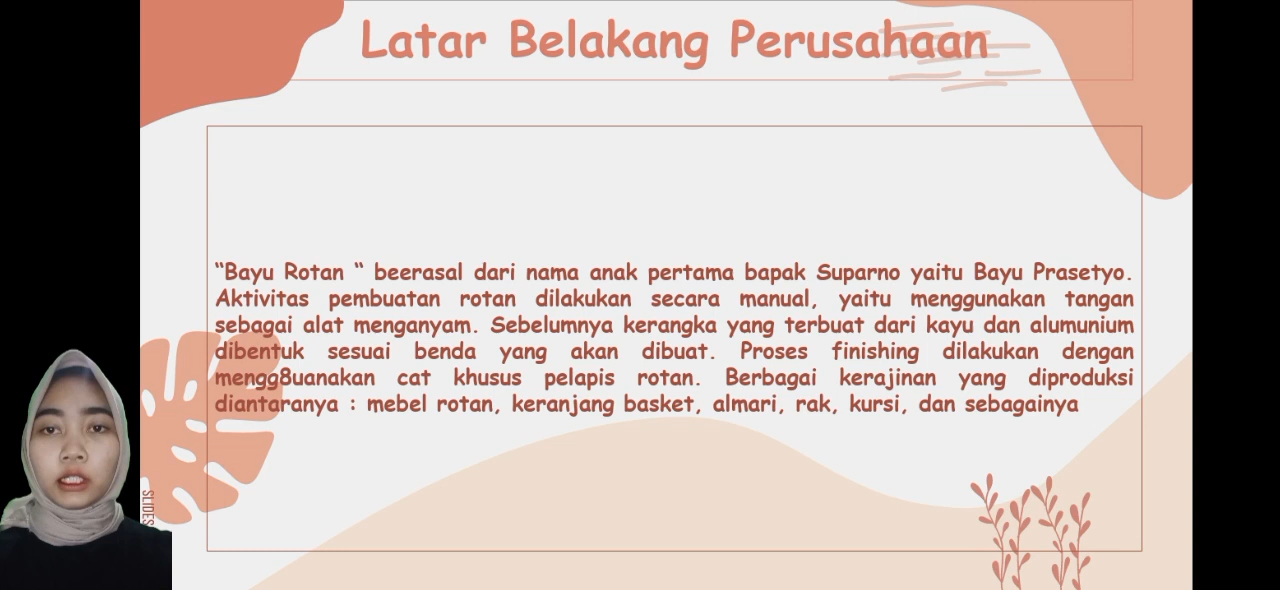 Latar Belakang Perusahaan
“Bayu Rotan “ beerasal dari nama anak pertama bapak Suparno yaitu Bayu Prasetyo.
Aktivitas pembuatan rotan dilakukan secara manual, yaitu menggunakan tangan
sebagai alat menganyam. Sebelumnya kerangka yang terbuat dari kayu dan alumunium
dibentuk sesuai benda yang akan dibuat. Proses finishing dilakukan dengan
mengg8uanakan cat khusus pelapis rotan. Berbagai kerajinan yang diproduksi
diantaranya : mebel rotan, keranjang basket, almari, rak, kursi, dan sebagainya
SLIDES